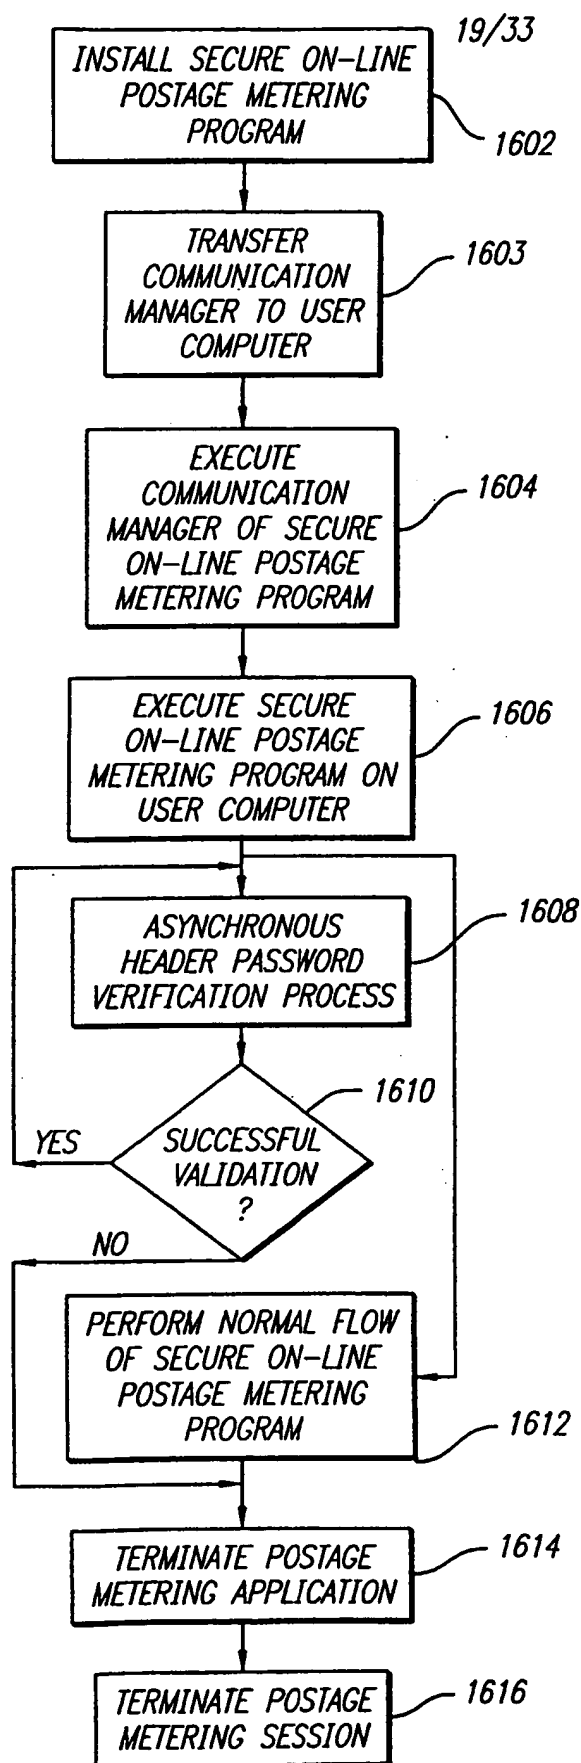 19/33
INSTALL SECURE ON-LINE
POSTAGE METERING
PROGRAM
1602
TRANSFER
COMMUNICATION
MANAGER TO USER
COMPUTER
1603
EXECUTE
COMMUNICATION
MANAGER OF SECURE
ON-LINE POSTAGE
METERING PROGRAM
1604
EXECUTE SECURE
ON-LINE POSTAGE
METERING PROGRAM ON
USER COMPUTER
1606
ASYNCHRONOUS
HEADER PASSWORD
VERIFICATION PROCESS
1608
SUCCESSFUL
VALIDATION
?
1610
YES
NO
PERFORM NORMAL FLOW
OF SECURE ON-LINE
POSTAGE METERING
PROGRAM
1612
TERMINATE POSTAGE
METERING APPLICATION
1614
TERMINATE POSTAGE
METERING SESSION
1616